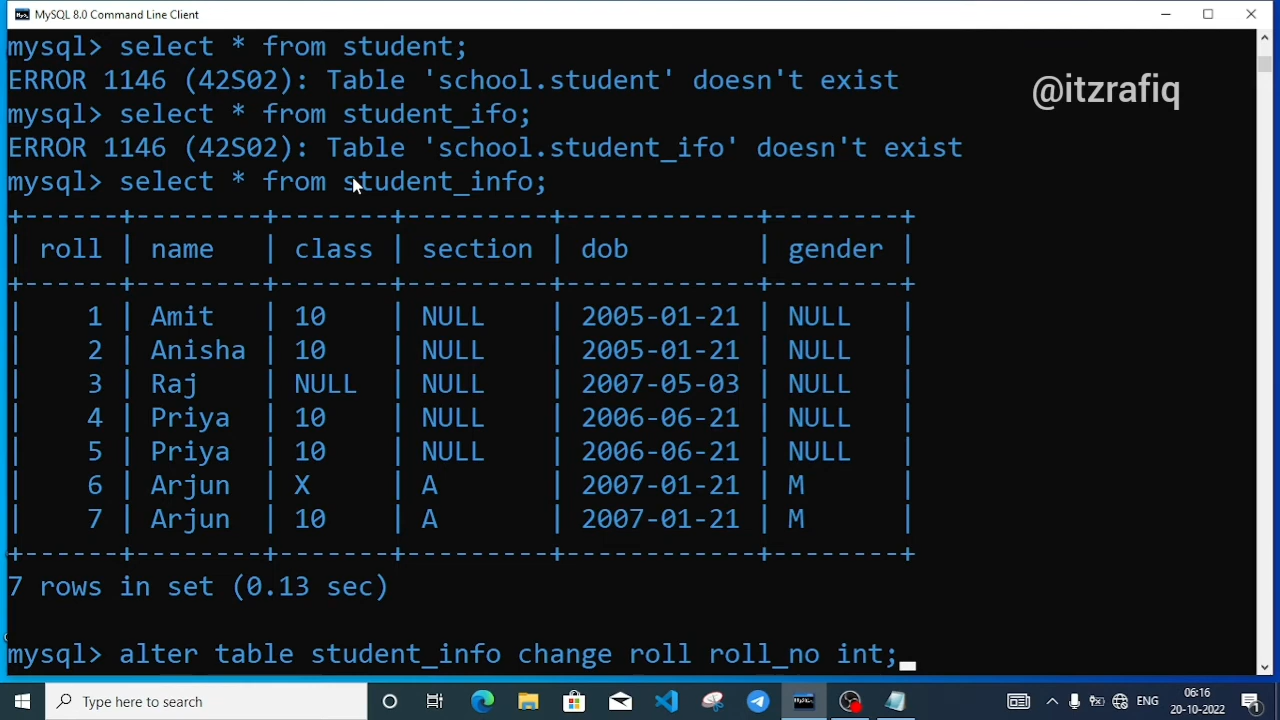 MySQL 8.0 Command Line Client
mysql> select * from student;
ERROR 1146 (42S02): Table 'school.student' doesn't exist
@itzrafiq
mysql> select * from student_ifo;
ERROR 1146 (42S02): Table 'school.student_ifo' doesn't exist
mysql> select * from student_info;
+------+--------+-------+---------+------------+--------+
| roll | name   | class | section | dob        | gender |
+------+--------+-------+---------+------------+--------+
|    1 | Amit   | 10    | NULL    | 2005-01-21 | NULL   |
|    2 | Anisha | 10    | NULL    | 2005-01-21 | NULL   |
|    3 | Raj    | NULL  | NULL    | 2007-05-03 | NULL   |
|    4 | Priya  | 10    | NULL    | 2006-06-21 | NULL   |
|    5 | Priya  | 10    | NULL    | 2006-06-21 | NULL   |
|    6 | Arjun  | X     | A       | 2007-01-21 | M      |
|    7 | Arjun  | 10    | A       | 2007-01-21 | M      |
+------+--------+-------+---------+------------+--------+
7 rows in set (0.13 sec)
mysql> alter table student_info change roll roll_no int;
Type here to search
ENG
06:16
20-10-2022
1